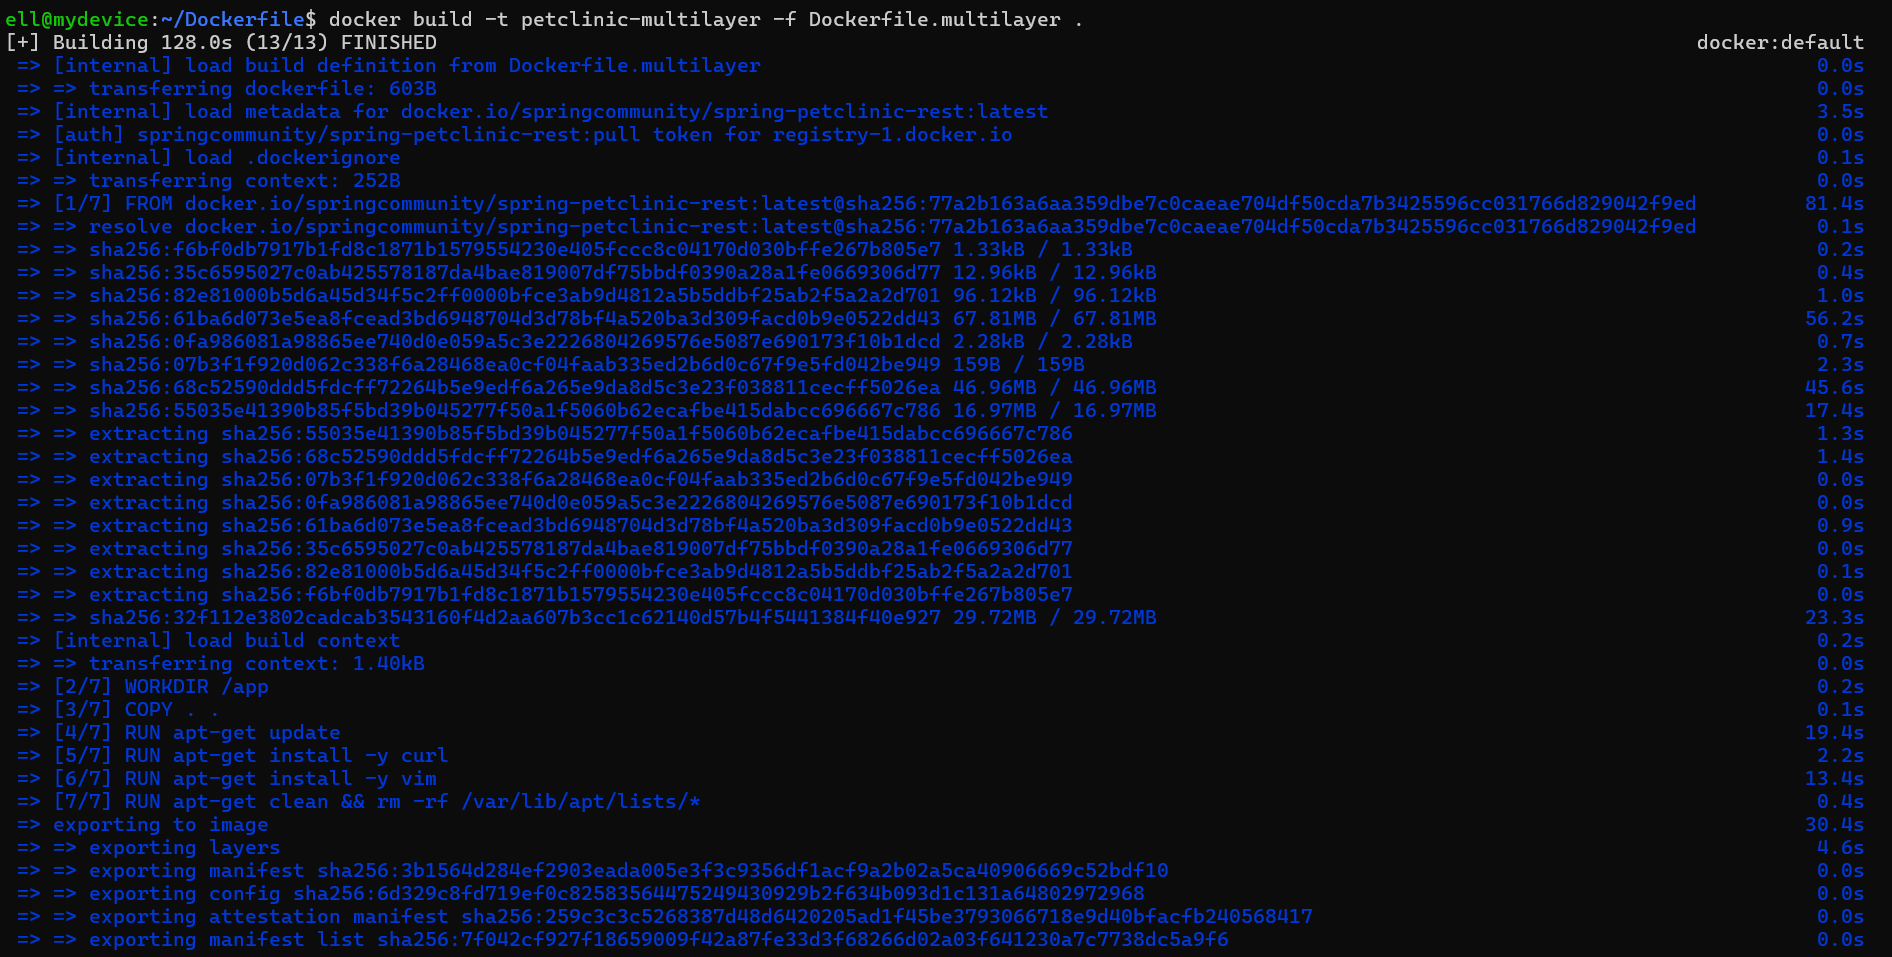 ell@mydevice:~/Dockerfile$ docker build -t petclinic-multilayer -f Dockerfile.multilayer .
[+] Building 128.0s (13/13) FINISHED docker:default
=> [internal] load build definition from Dockerfile.multilayer 0.0s
=> => transferring dockerfile: 603B 0.0s
=> [internal] load metadata for docker.io/springcommunity/spring-petclinic-rest:latest 3.5s
=> [auth] springcommunity/spring-petclinic-rest:pull token for registry-1.docker.io 0.0s
=> [internal] load .dockerignore 0.1s
=> => transferring context: 252B 0.0s
=> [1/7] FROM docker.io/springcommunity/spring-petclinic-rest:latest@sha256:77a2b163a6aa359dbe7c0caeae704df50cda7b3425596cc031766d829042f9ed 81.4s
=> => resolve docker.io/springcommunity/spring-petclinic-rest:latest@sha256:77a2b163a6aa359dbe7c0caeae704df50cda7b3425596cc031766d829042f9ed 0.1s
=> => sha256:f6bf0db7917b1fd8c1871b1579554230e405fccc8c04170d030bffe267b805e7 1.33kB / 1.33kB 0.2s
=> => sha256:35c6595027c0ab425578187da4bae819007df75bbdf0390a28a1fe0669306d77 12.96kB / 12.96kB 0.4s
=> => sha256:82e81000b5d6a45d34f5c2ff0000bfce3ab9d4812a5b5ddbf25ab2f5a2a2d701 96.12kB / 96.12kB 1.0s
=> => sha256:61ba6d073e5ea8fcead3bd6948704d3d78bf4a520ba3d309facd0b9e0522dd43 67.81MB / 67.81MB 56.2s
=> => sha256:0fa986081a98865ee740d0e059a5c3e2226804269576e5087e690173f10b1dcd 2.28kB / 2.28kB 0.7s
=> => sha256:07b3f1f920d062c338f6a28468ea0cf04faab335ed2b6d0c67f9e5fd042be949 159B / 159B 2.3s
=> => sha256:68c52590ddd5fdcff72264b5e9edf6a265e9da8d5c3e23f038811cecff5026ea 46.96MB / 46.96MB 45.6s
=> => sha256:55035e41390b85f5bd39b045277f50a1f5060b62ecafbe415dabcc696667c786 16.97MB / 16.97MB 17.4s
=> => extracting sha256:55035e41390b85f5bd39b045277f50a1f5060b62ecafbe415dabcc696667c786 1.3s
=> => extracting sha256:68c52590ddd5fdcff72264b5e9edf6a265e9da8d5c3e23f038811cecff5026ea 1.4s
=> => extracting sha256:07b3f1f920d062c338f6a28468ea0cf04faab335ed2b6d0c67f9e5fd042be949 0.0s
=> => extracting sha256:0fa986081a98865ee740d0e059a5c3e2226804269576e5087e690173f10b1dcd 0.0s
=> => extracting sha256:61ba6d073e5ea8fcead3bd6948704d3d78bf4a520ba3d309facd0b9e0522dd43 0.9s
=> => extracting sha256:35c6595027c0ab425578187da4bae819007df75bbdf0390a28a1fe0669306d77 0.0s
=> => extracting sha256:82e81000b5d6a45d34f5c2ff0000bfce3ab9d4812a5b5ddbf25ab2f5a2a2d701 0.1s
=> => extracting sha256:f6bf0db7917b1fd8c1871b1579554230e405fccc8c04170d030bffe267b805e7 0.0s
=> => sha256:32f112e3802cadcab3543160f4d2aa607b3cc1c62140d57b4f5441384f40e927 29.72MB / 29.72MB 23.3s
=> [internal] load build context 0.2s
=> => transferring context: 1.40kB 0.0s
=> [2/7] WORKDIR /app 0.2s
=> [3/7] COPY . . 0.1s
=> [4/7] RUN apt-get update 19.4s
=> [5/7] RUN apt-get install -y curl 2.2s
=> [6/7] RUN apt-get install -y vim 13.4s
=> [7/7] RUN apt-get clean && rm -rf /var/lib/apt/lists/* 0.4s
=> exporting to image 30.4s
=> => exporting layers 4.6s
=> => exporting manifest sha256:3b1564d284ef2903eada005e3f3c9356df1acf9a2b02a5ca40906669c52bdf10 0.0s
=> => exporting config sha256:6d329c8fd719ef0c82583564475249430929b2f634b093d1c131a64802972968 0.0s
=> => exporting attestation manifest sha256:259c3c3c5268387d48d6420205ad1f45be3793066718e9d40bfacfb240568417 0.0s
=> => exporting manifest list sha256:7f042cf927f18659009f42a87fe33d3f68266d02a03f641230a7c7738dc5a9f6 0.0s